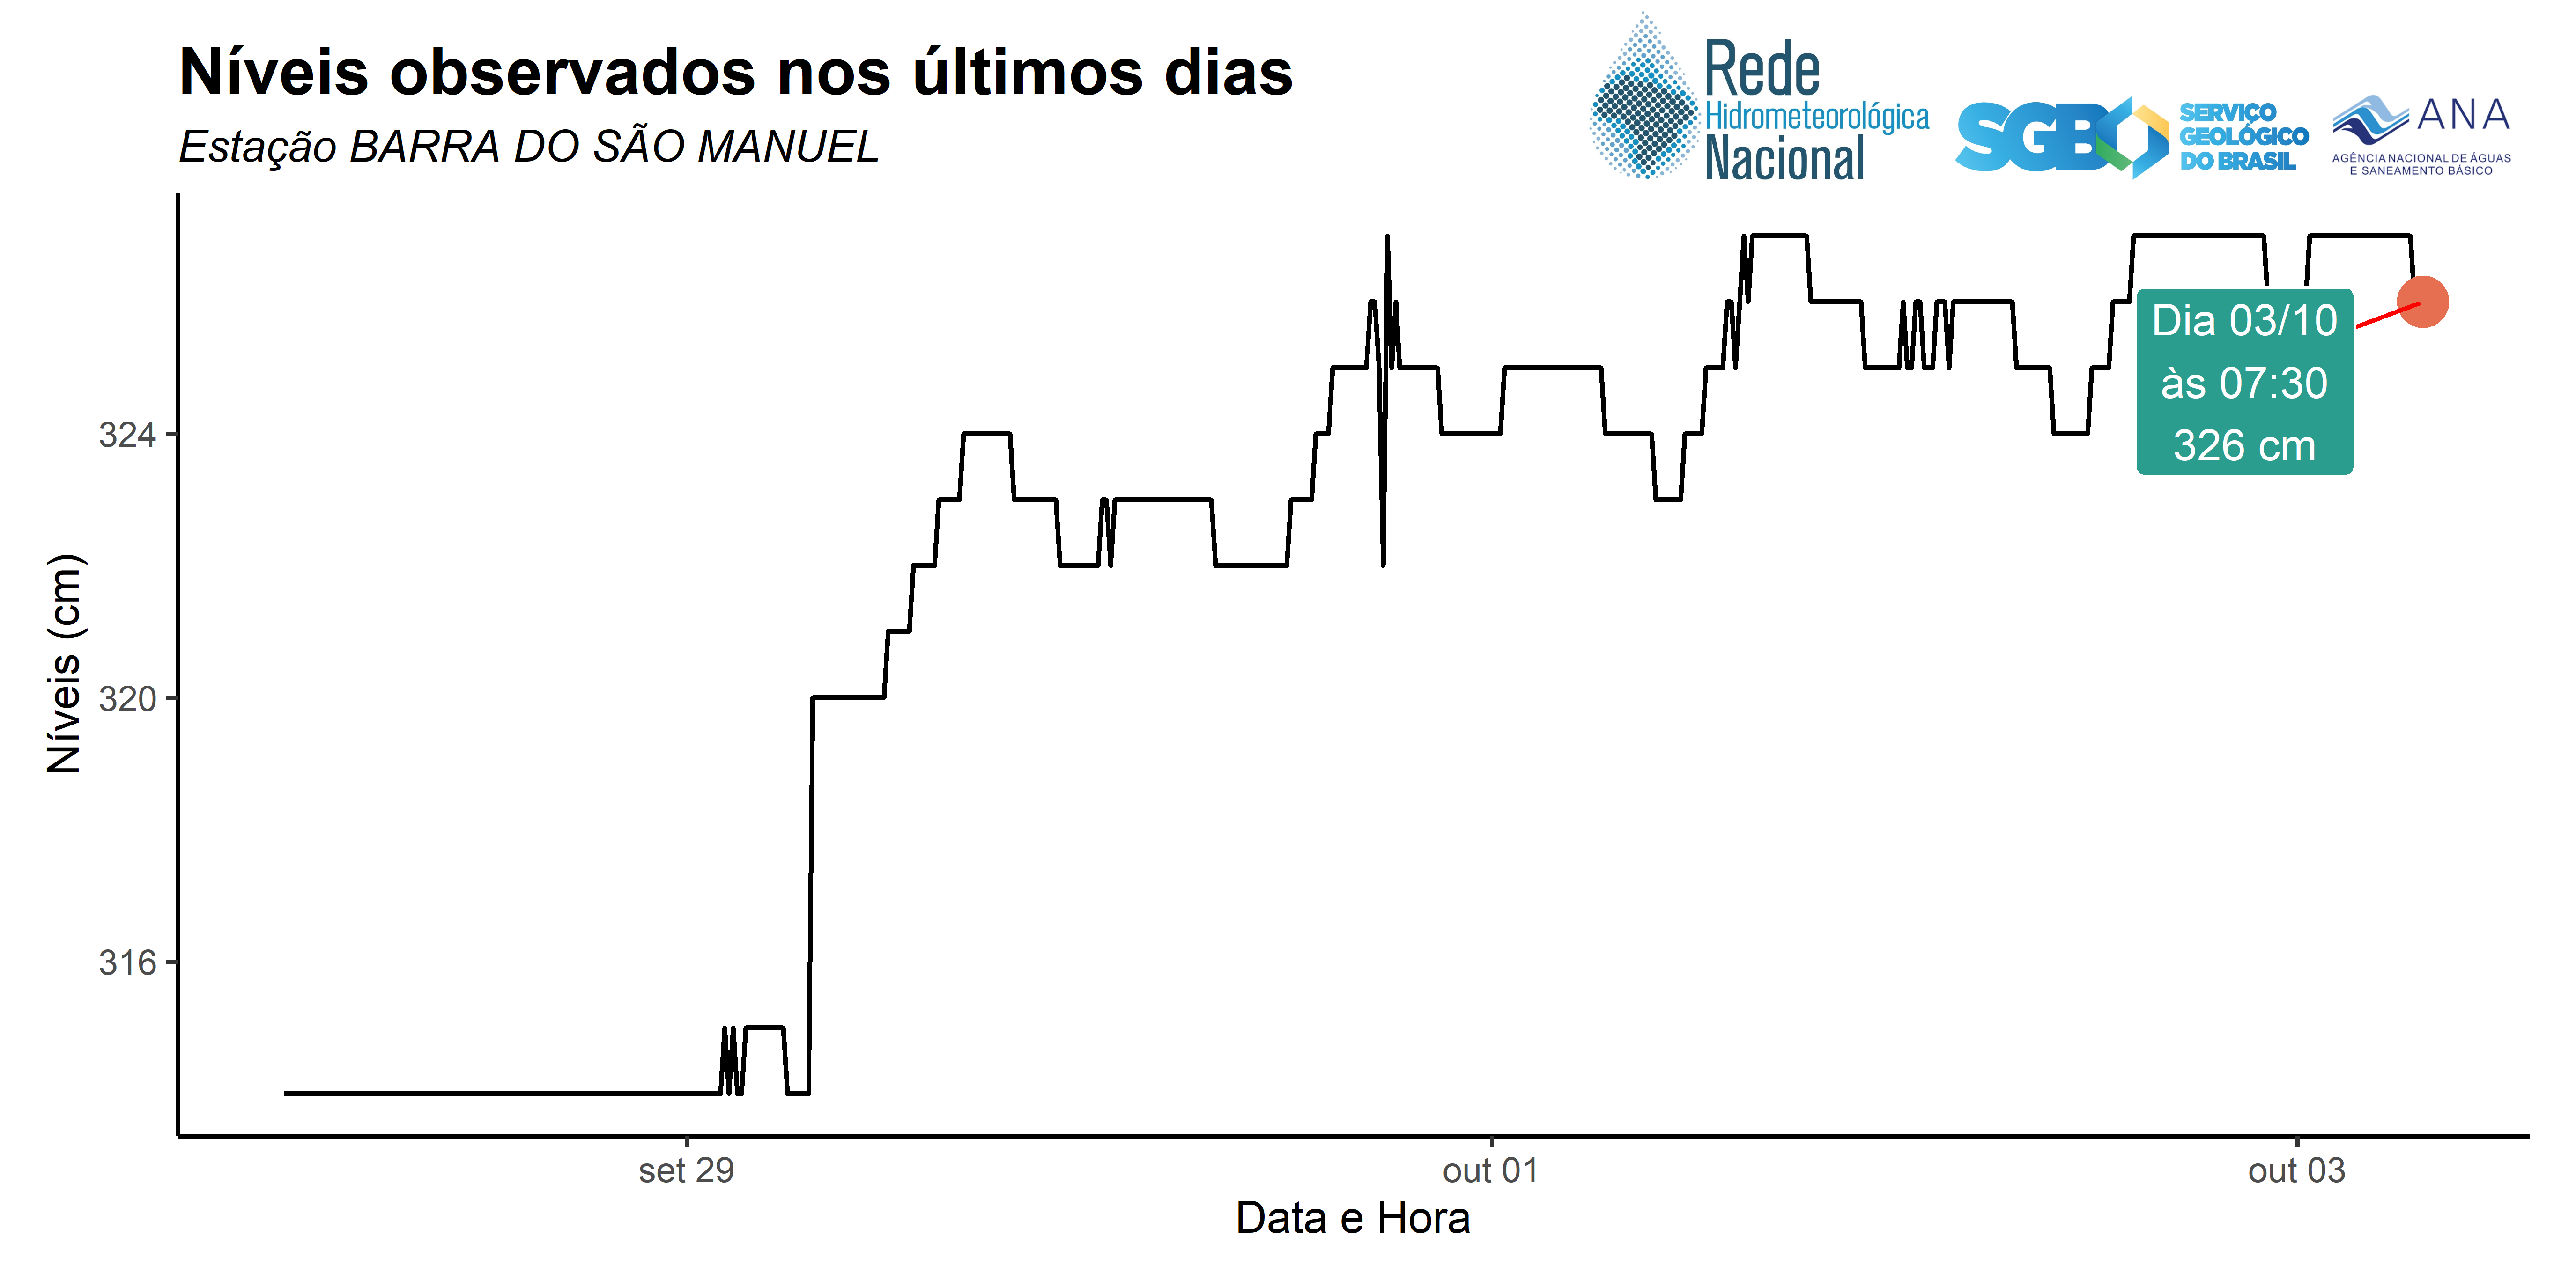 Níveis observados nos últimos dias
Estação BARRA DO SÃO MANUEL
Rede
Hidrometeorológica
Nacional
SGB
SERVIÇO
GEOLÓGICO
DO BRASIL
ANA
AGÊNCIA NACIONAL DE ÁGUAS
E SANEAMENTO BÁSICO
Níveis (cm)
324
320
316
Dia 03/10
às 07:30
326 cm
set 29
out 01
out 03
Data e Hora